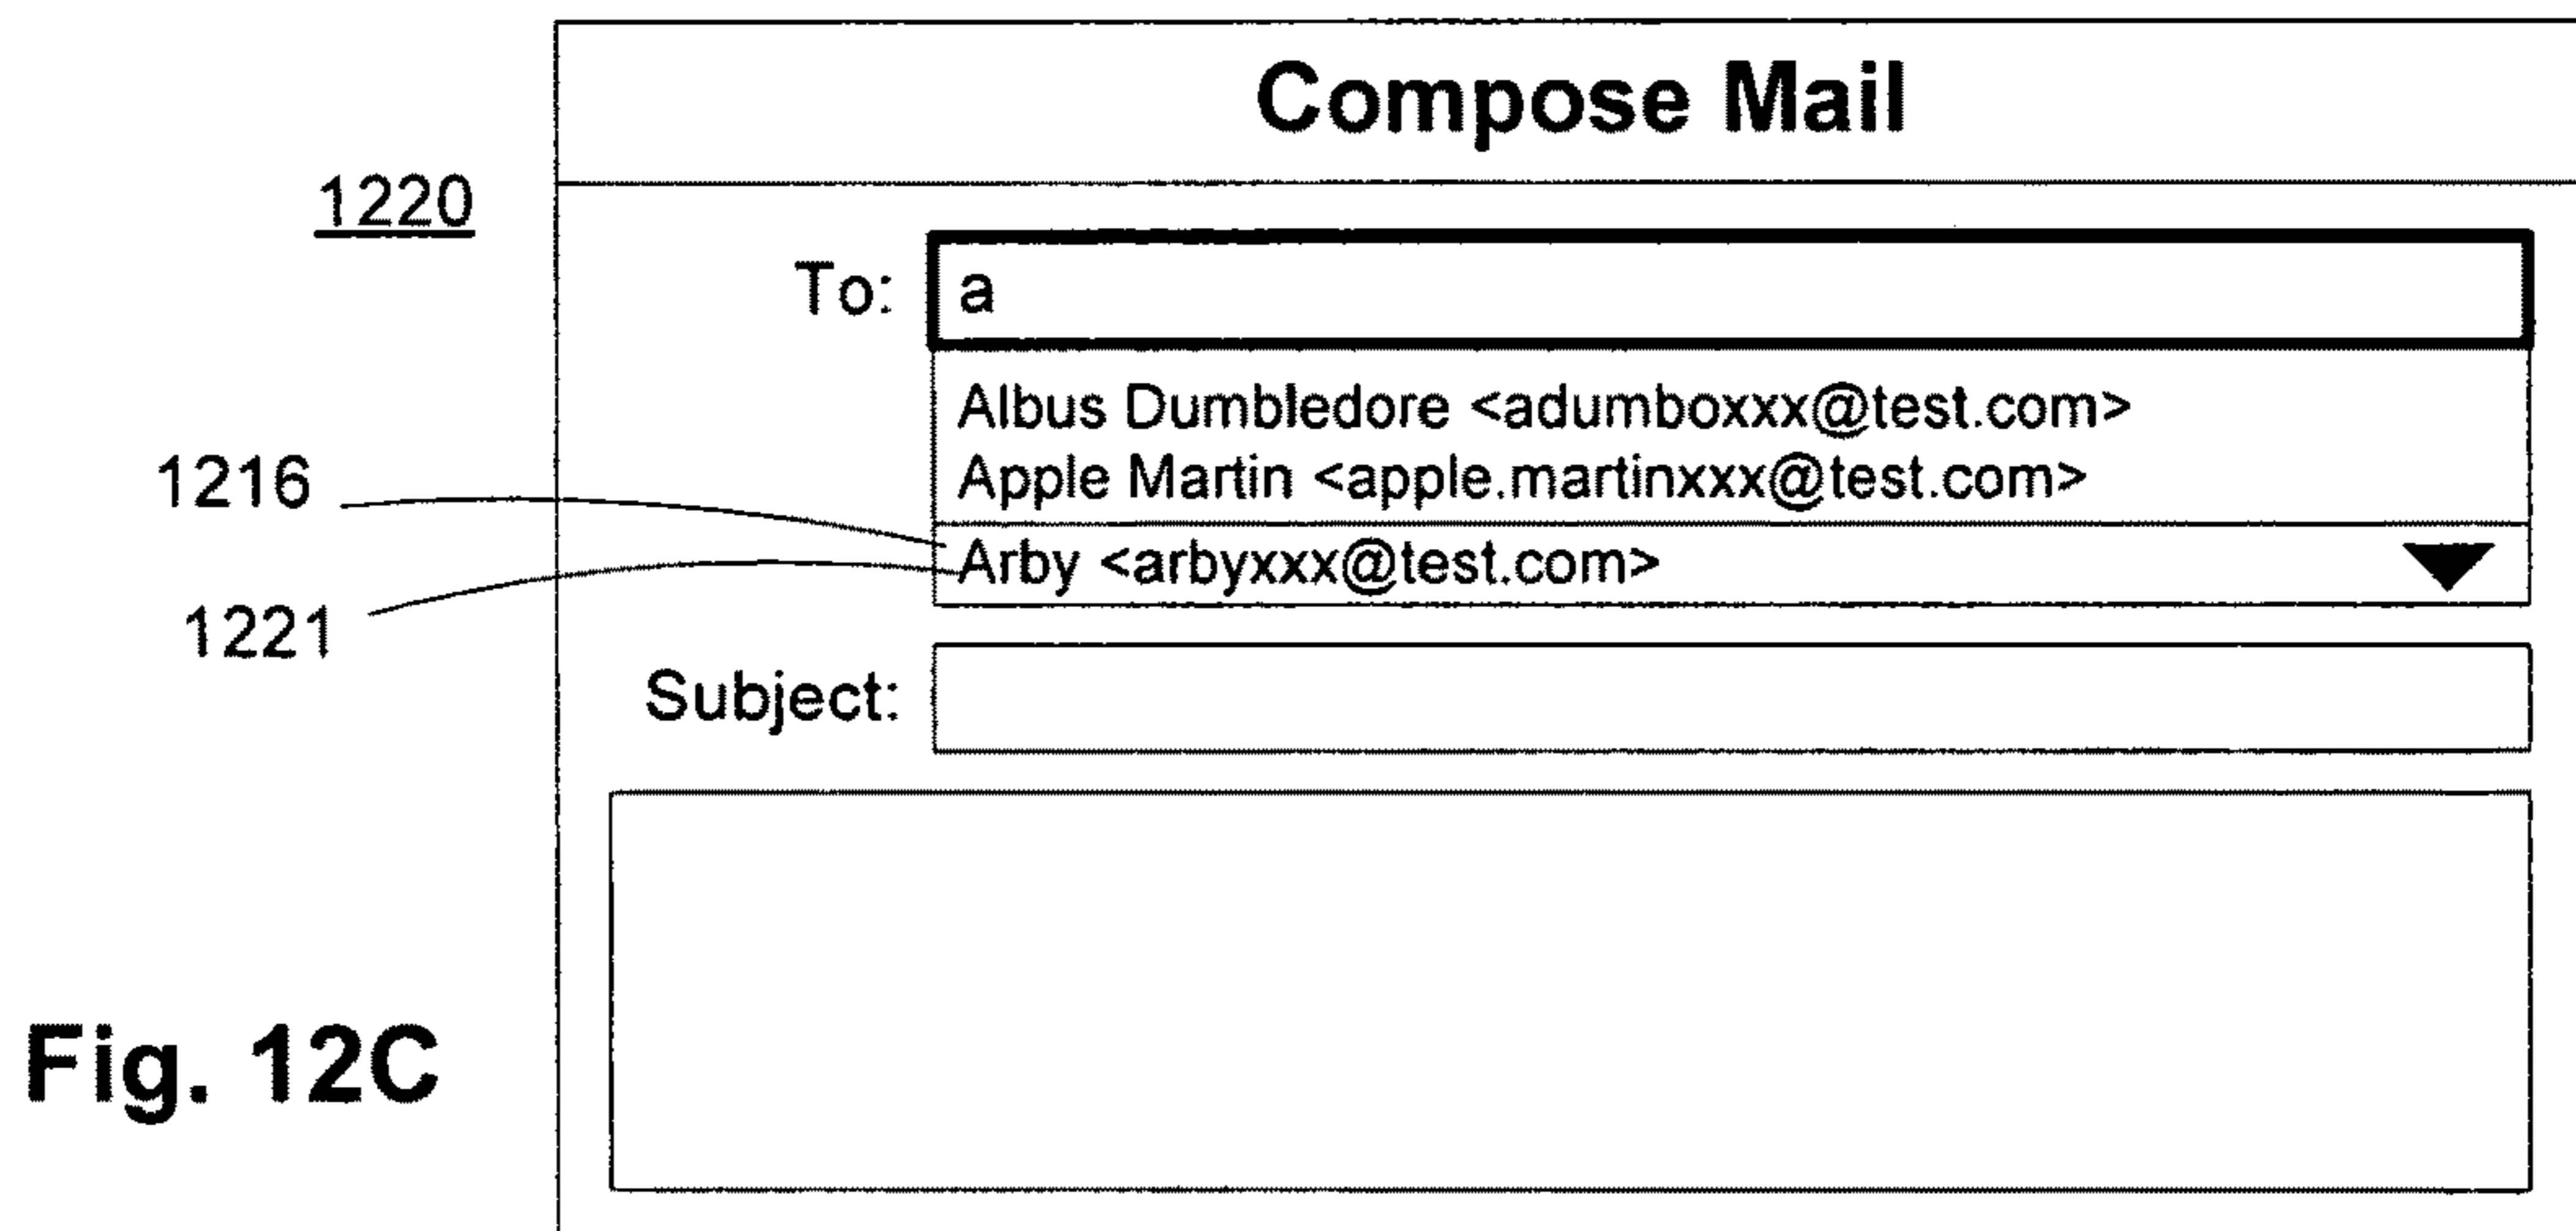 Compose Mail
1220
To: a
Albus Dumbledore <adumboxxx@test.com>
Apple Martin <apple.martinxxx@test.com>
1216
Arby <arbyxxx@test.com>
1221
Subject:
Fig. 12C